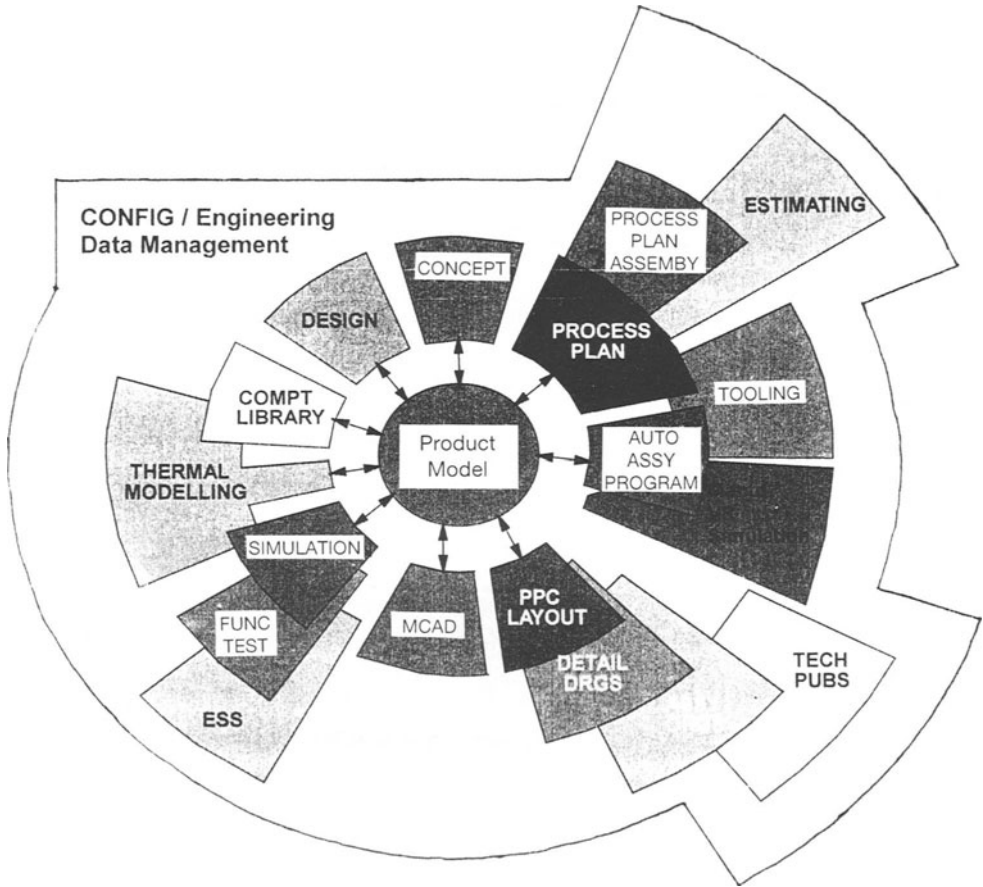 CONFIG / Engineering
Data Management
CONCEPT
DESIGN
COMPT
LIBRARY
THERMAL
MODELLING
SIMULATION
FUNC
TEST
ESS
MCAD
PPC
LAYOUT
DETAIL
DRGS
TECH
PUBS
Simulation
AUTO
ASSY
PROGRAM
TOOLING
PROCESS
PLAN
PROCESS
PLAN
ASSEMBY
ESTIMATING
Product
Model